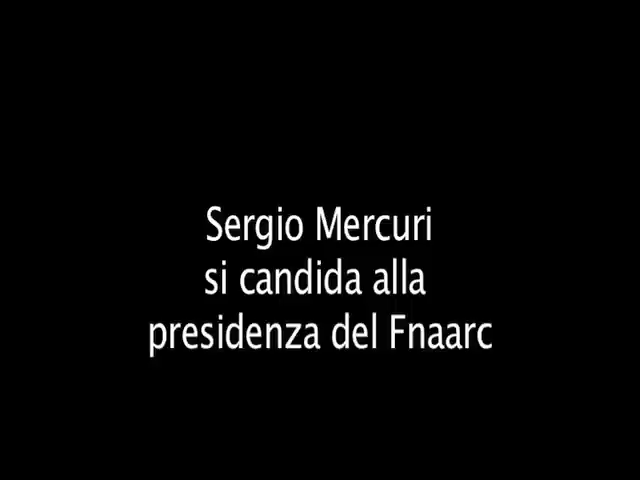 Sergio Mercuri
si candida alla
presidenza del Fnaarc